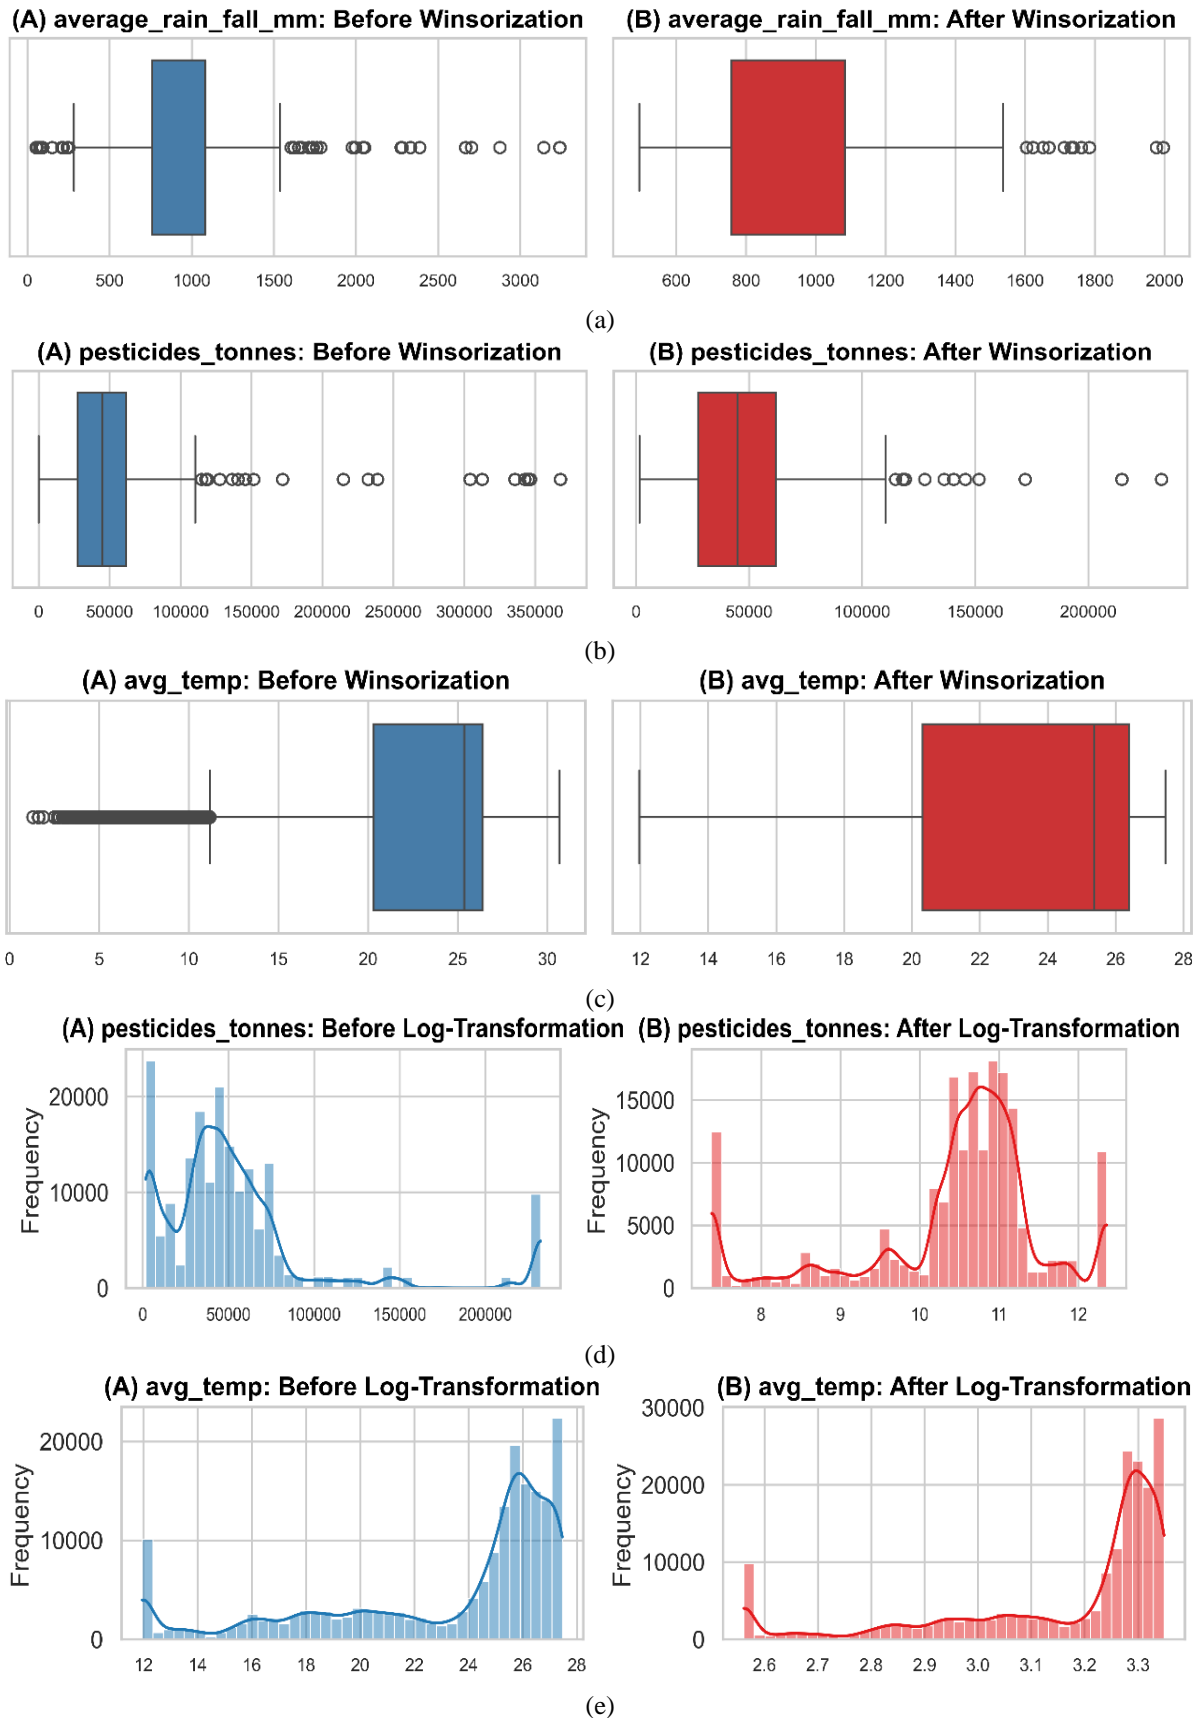 (A) average_rain_fall_mm: Before Winsorization (B) average_rain_fall_mm: After Winsorization
0 500 1000 1500 2000 2500 3000 600 800 1000 1200 1400 1600 1800 2000
(a)
(A) pesticides_tonnes: Before Winsorization (B) pesticides_tonnes: After Winsorization
0 50000 100000 150000 200000 250000 300000 350000 0 50000 100000 150000 200000
(b)
(A) avg_temp: Before Winsorization (B) avg_temp: After Winsorization
0 5 10 15 20 25 30 12 14 16 18 20 22 24 26 28
(c)
(A) pesticides_tonnes: Before Log-Transformation (B) pesticides_tonnes: After Log-Transformation
Frequency
20000
10000
0
0 50000 100000 150000 200000
Frequency
15000
10000
5000
0
8 9 10 11 12
(d)
(A) avg_temp: Before Log-Transformation (B) avg_temp: After Log-Transformation
Frequency
20000
10000
0
12 14 16 18 20 22 24 26 28
Frequency
30000
20000
10000
0
2.6 2.7 2.8 2.9 3.0 3.1 3.2 3.3
(e)